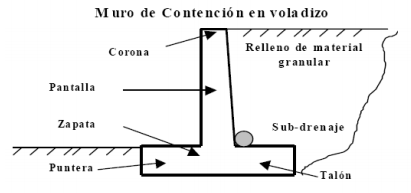 Muro de Contención en voladizo
Corona
Relleno de material
granular
Pantalla
Zapata
Sub-drenaje
Puntera
Talón